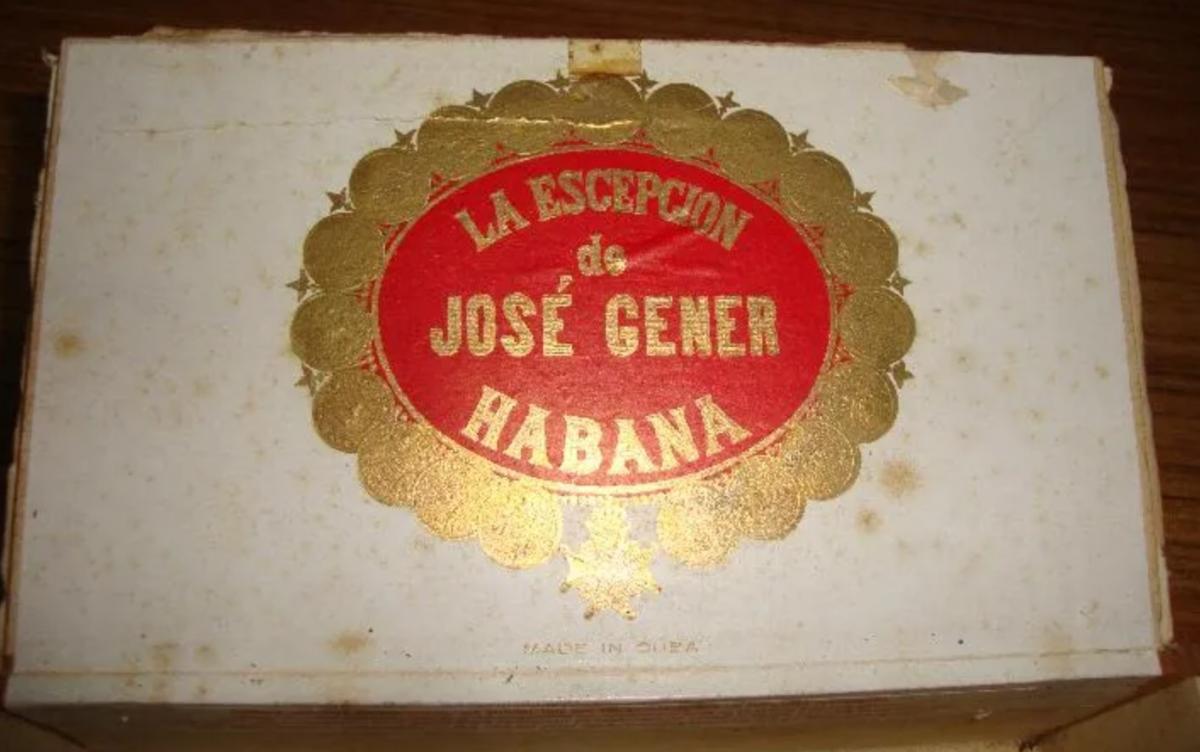 LA ESCEPCION
de
JOSÉ GENER
HABANA
MADE IN CUBA